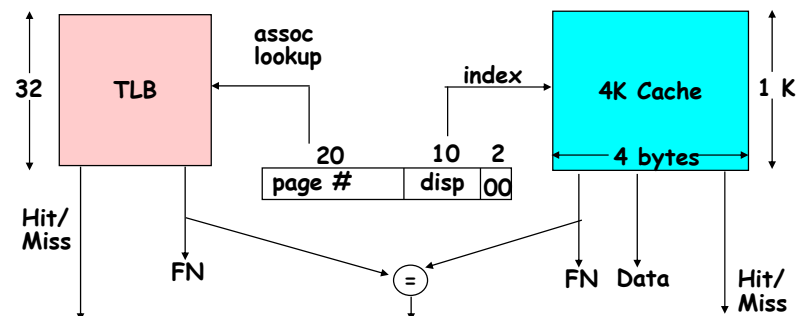 assoc
lookup
index
32
TLB
4K Cache
1 K
20 10 2
4 bytes
page # disp 00
Hit/
Miss
FN
=
FN Data
Hit/
Miss